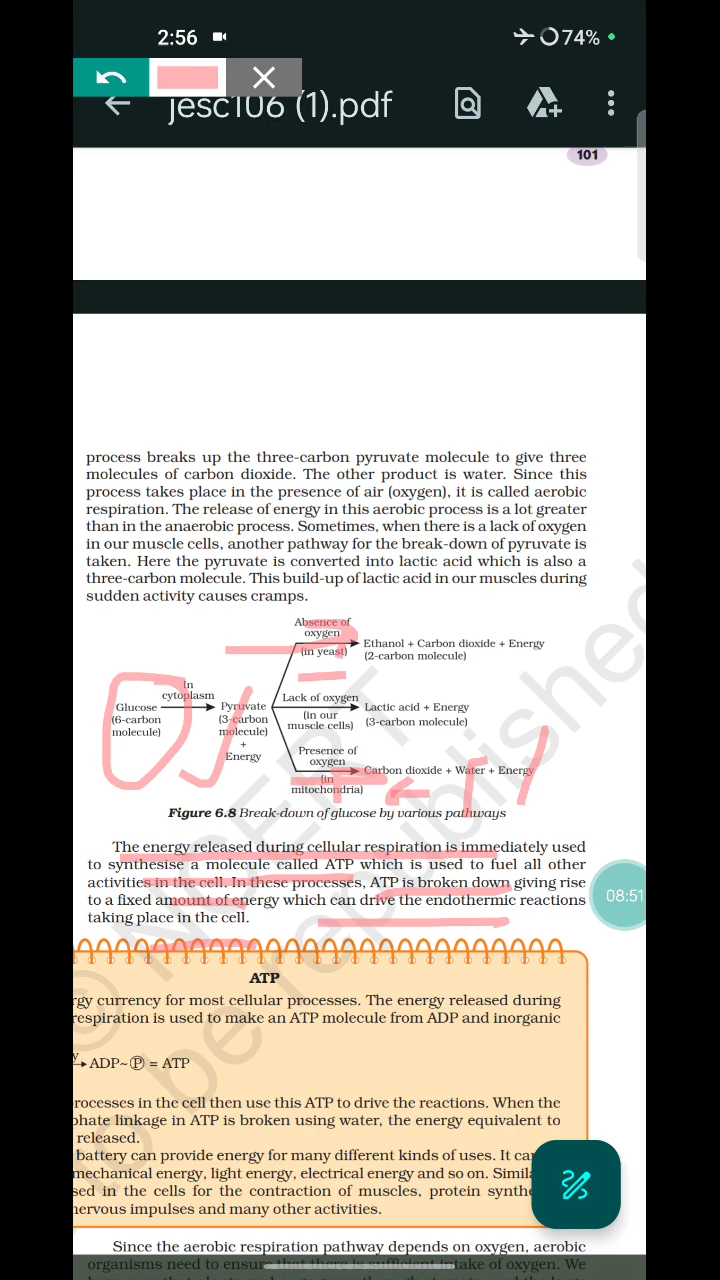 2:56
74%
jesc106 (1).pdf
101
process breaks up the three-carbon pyruvate molecule to give three
molecules of carbon dioxide. The other product is water. Since this
process takes place in the presence of air (oxygen), it is called aerobic
respiration. The release of energy in this aerobic process is a lot greater
than in the anaerobic process. Sometimes, when there is a lack of oxygen
in our muscle cells, another pathway for the break-down of pyruvate is
taken. Here the pyruvate is converted into lactic acid which is also a
three-carbon molecule. This build-up of lactic acid in our muscles during
sudden activity causes cramps.
Absence of
oxygen
(in yeast)
Ethanol + Carbon dioxide + Energy
(2-carbon molecule)
In
cytoplasm
Glucose
(6-carbon
molecule)
Pyruvate
(3-carbon
molecule)
+
Energy
Lack of oxygen
(in our
muscle cells)
Lactic acid + Energy
(3-carbon molecule)
Presence of
oxygen
(in
mitochondria)
Carbon dioxide + Water + Energy
Figure 6.8 Break-down of glucose by various pathways
The energy released during cellular respiration is immediately used
to synthesise a molecule called ATP which is used to fuel all other
activities in the cell. In these processes, ATP is broken down giving rise
to a fixed amount of energy which can drive the endothermic reactions
taking place in the cell.
08:51
ATP
rgy currency for most cellular processes. The energy released during
respiration is used to make an ATP molecule from ADP and inorganic
y
→ ADP~Ⓟ = ATP
rocesses in the cell then use this ATP to drive the reactions. When the
phate linkage in ATP is broken using water, the energy equivalent to
released.
battery can provide energy for many different kinds of uses. It
mechanical energy, light energy, electrical energy and so on.
sed in the cells for the contraction of muscles, protein
nervous impulses and many other activities.
Since the aerobic respiration pathway depends on oxygen, aerobic
organisms need to ensure that there is sufficient intake of oxygen. We
© NCERT
to be republished